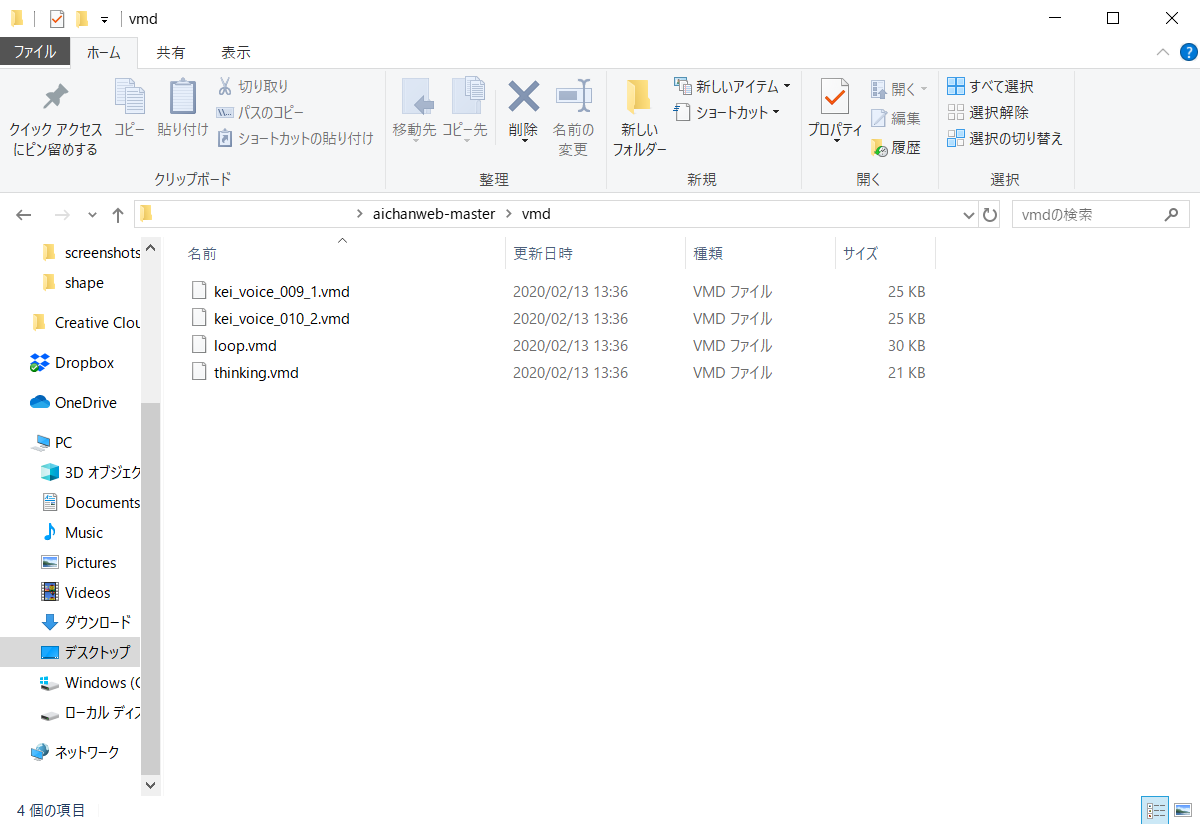 vmd
ファイル ホーム 共有 表示
クイック アクセス
にピン留めする
コピー
貼り付け
切り取り
パスのコピー
ショートカットの貼り付け
クリップボード
移動先
コピー先
削除
名前の
変更
整理
新しい
フォルダー
新しいアイテム
ショートカット
新規
プロパティ
開く
編集
履歴
開く
すべて選択
選択解除
選択の切り替え
選択
aichanweb-master vmd
vmdの検索
screenshots
shape
Creative Clou
Dropbox
OneDrive
PC
3D オブジェク
Documents
Music
Pictures
Videos
ダウンロード
デスクトップ
Windows (C
ローカル ディス
ネットワーク
名前 更新日時 種類 サイズ
kei_voice_009_1.vmd 2020/02/13 13:36 VMD ファイル 25 KB
kei_voice_010_2.vmd 2020/02/13 13:36 VMD ファイル 25 KB
loop.vmd 2020/02/13 13:36 VMD ファイル 30 KB
thinking.vmd 2020/02/13 13:36 VMD ファイル 21 KB
4 個の項目